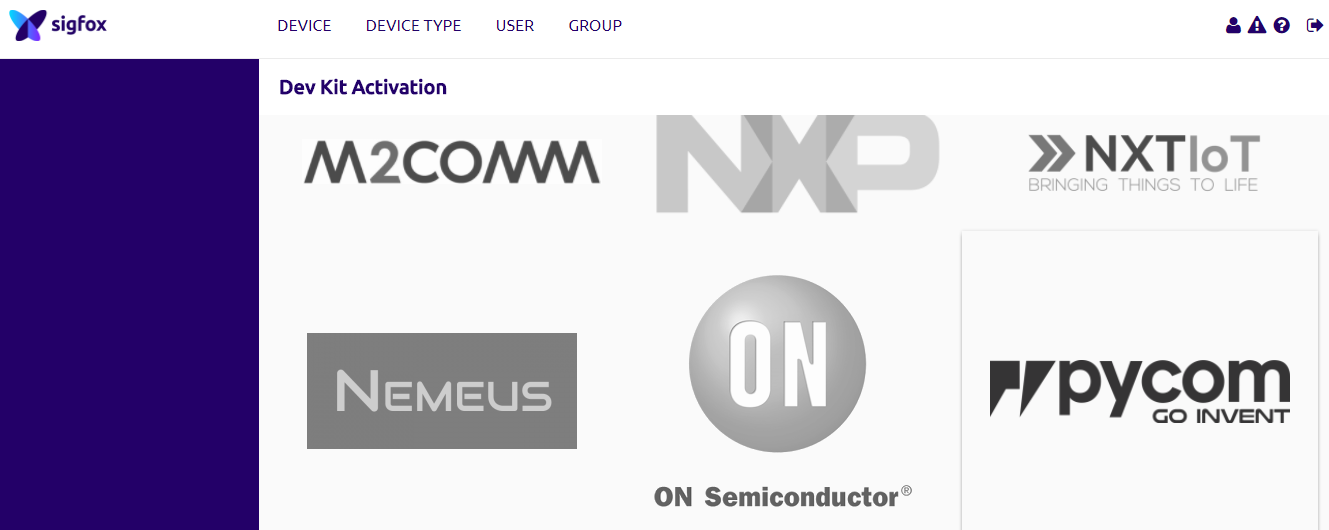 sigfox
DEVICE DEVICE TYPE USER GROUP
Dev Kit Activation
M2COMM
NXP
NXTIoT
BRINGING THINGS TO LIFE
NEMEUS
ON
ON Semiconductor®
pycom
GO INVENT